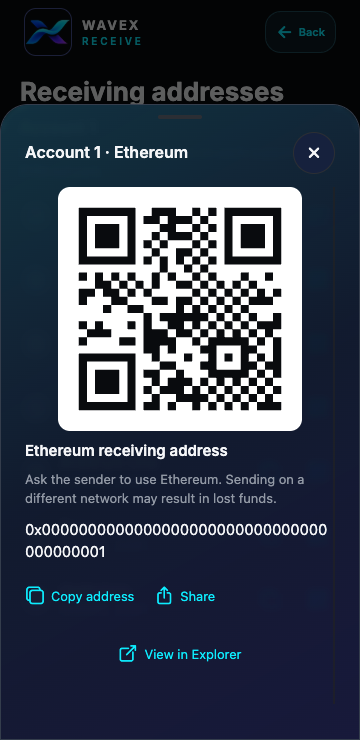 WAVEX
RECEIVE
Back
Receiving addresses
Account 1 · Ethereum
Ethereum receiving address
Ask the sender to use Ethereum. Sending on a
different network may result in lost funds.
0x0000000000000000000000000000000
000000001
Copy address
Share
View in Explorer